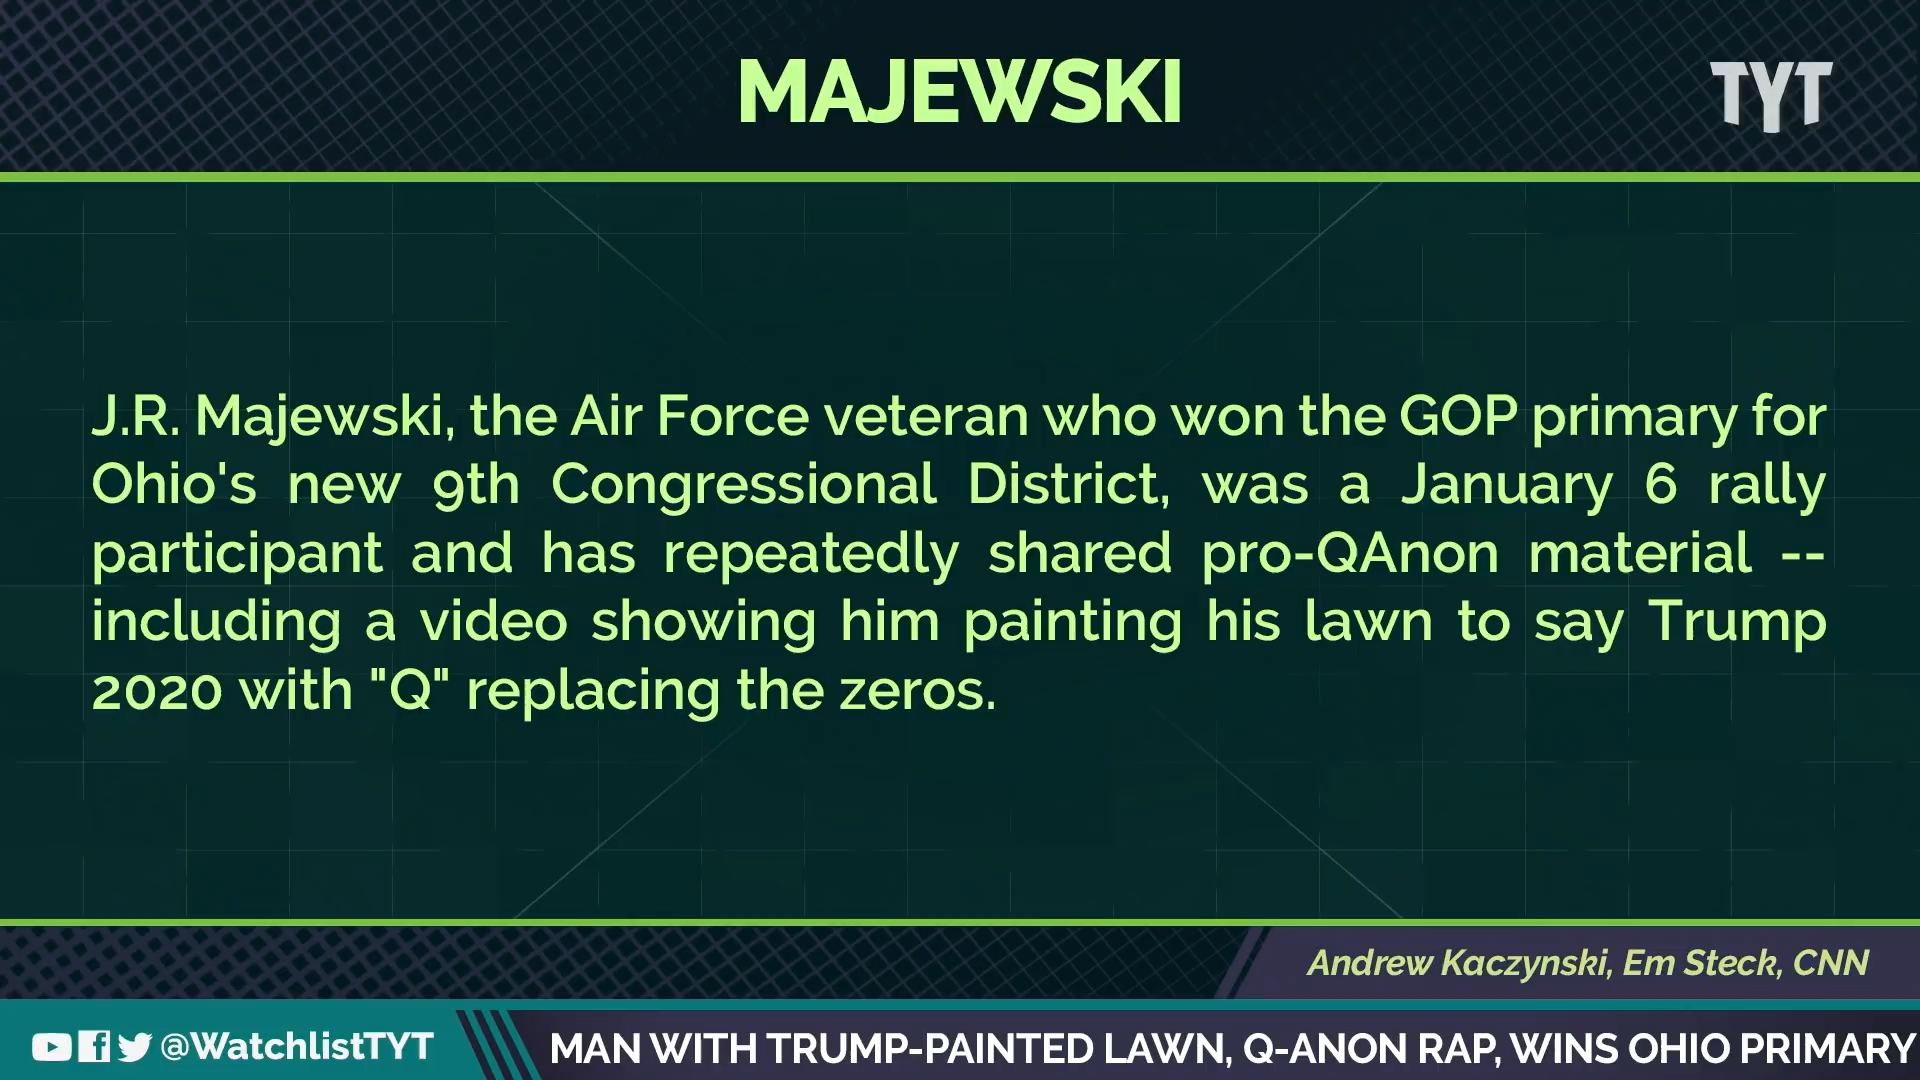 MAJEWSKI
TYT
J.R. Majewski, the Air Force veteran who won the GOP primary for
Ohio's new 9th Congressional District, was a January 6 rally
participant and has repeatedly shared pro-QAnon material --
including a video showing him painting his lawn to say Trump
2020 with "Q" replacing the zeros.
Andrew Kaczynski, Em Steck, CNN
@WatchlistTYT
MAN WITH TRUMP-PAINTED LAWN, Q-ANON RAP, WINS OHIO PRIMARY